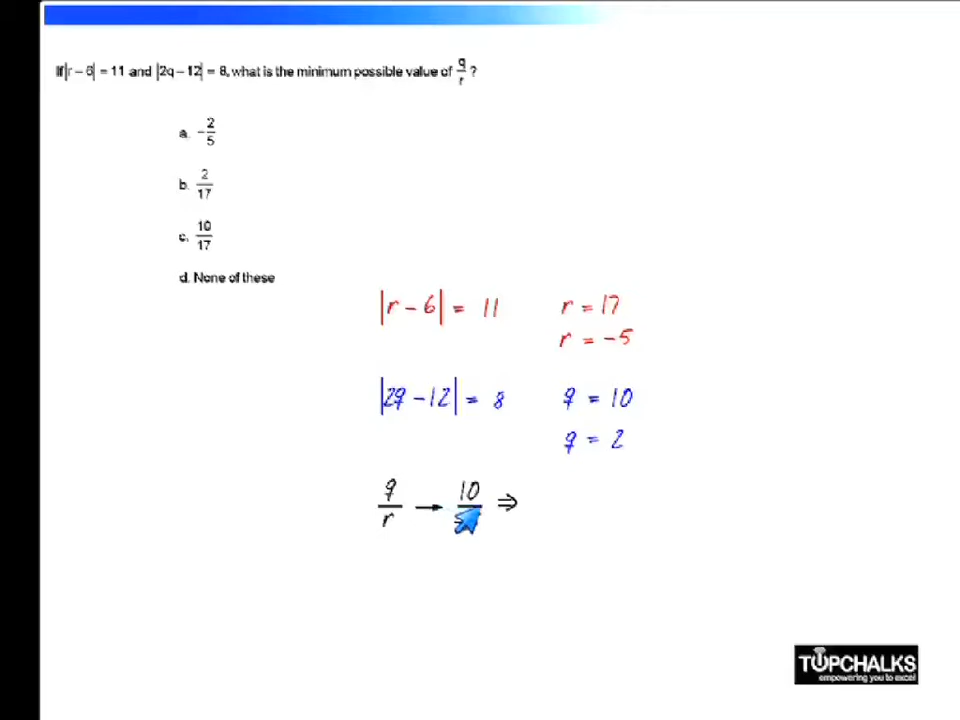 If |r – 6| = 11 and |2q – 12| = 8, what is the minimum possible value of q/r ?
a. -2/5
b. 2/17
c. 10/17
d. None of these
|r - 6| = 11 r = 17
r = -5
|2q - 12| = 8 q = 10
q = 2
q/r → 10/ ⇒
TOPCHALKS
empowering you to excel